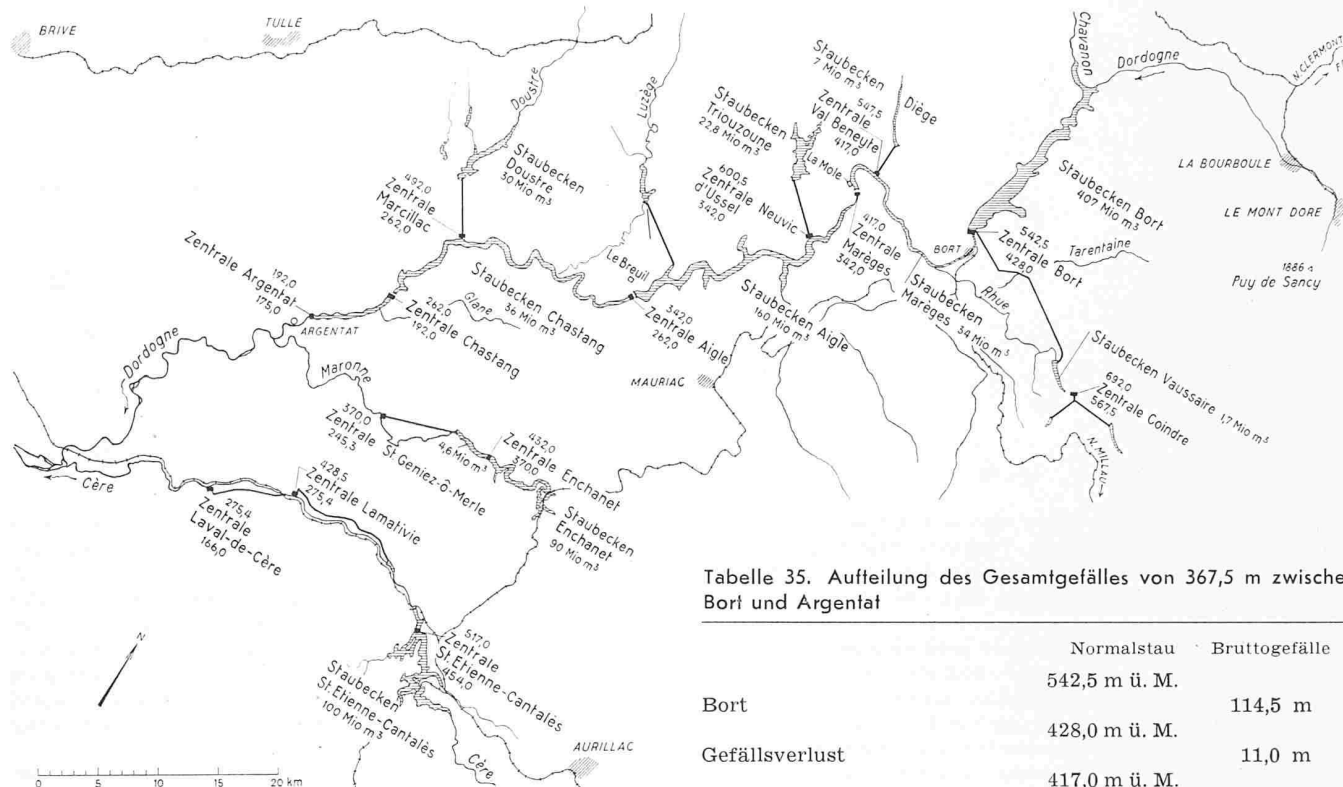 BRIVE
TULLE
Doustre
Luzège
Staubecken
7 Mio m³
547,5
Zentrale
Val Beneyte
417,0
Diège
Chavanon
Dordogne
N. CLERMONT
LA BOURBOULE
LE MONT DORE
1886
Puy de Sancy
Staubecken
Doustre
30 Mio m³
492,0
Zentrale
Marcillac
262,0
Staubecken
Triouzoune
22,8 Mio m³
600,5
Zentrale Neuvic
d'Ussel
342,0
La Mole
417,0
Zentrale
Marèges
342,0
BORT
Staubecken Bort
407 Mio m³
542,5
Zentrale Bort
428,0
Tarentaine
Rhue
Staubecken
Marèges
34 Mio m³
Staubecken Vaussaire 1,7 Mio m³
692,0
Zentrale Coindre
567,5
N. MILLAU
Zentrale Argentat
192,0
175,0
ARGENTAT
262,0
Zentrale Chastang
192,0
Glane
Staubecken Chastang
36 Mio m³
Le Breuil
342,0
Zentrale Aigle
262,0
Staubecken Aigle
160 Mio m³
MAURIAC
Dordogne
Maronne
370,0
Zentrale
St. Geniez-Ô-Merle
245,3
4,6 Mio m³
432,0
Zentrale Enchanet
370,0
Staubecken
Enchanet
90 Mio m³
Cère
428,5
Zentrale Lamativie
275,4
275,4
Zentrale
Laval-de-Cère
166,0
517,0
Zentrale
St. Etienne-Cantalès
454,0
Staubecken
St. Etienne-Cantalès
100 Mio m³
Cère
AURILLAC
N
0 5 10 15 20 km
Tabelle 35. Aufteilung des Gesamtgefälles von 367,5 m zwische
Bort und Argentat
Normalstau Bruttogefälle
542,5 m ü. M.
Bort 114,5 m
428,0 m ü. M.
Gefällsverlust 11,0 m
417,0 m ü. M.